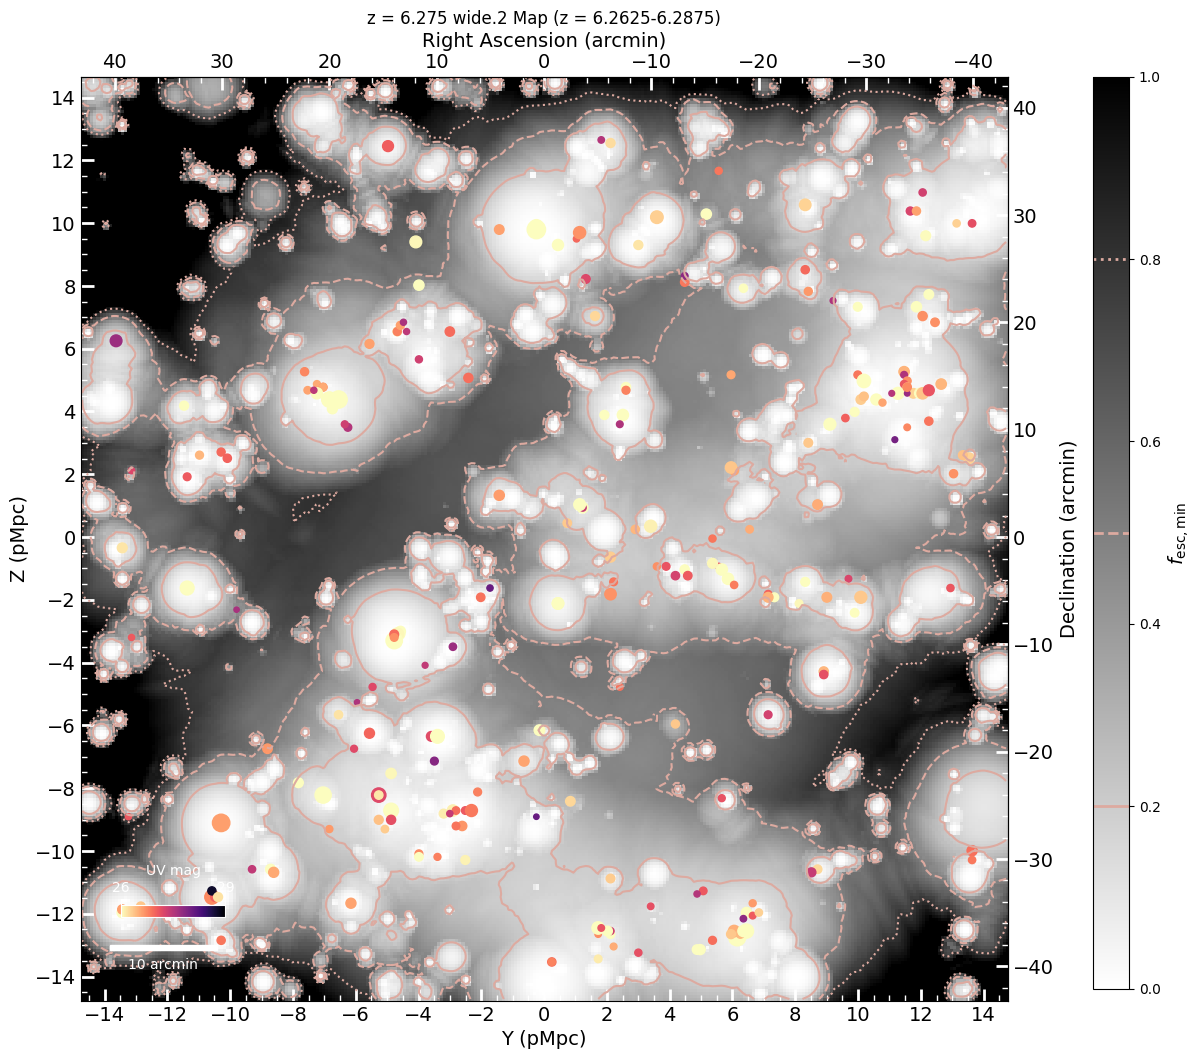 z = 6.275 wide.2 Map (z = 6.2625-6.2875)
Right Ascension (arcmin)
40 30 20 10 0 −10 −20 −30 −40
14 12 10 8 6 4 2 0 −2 −4 −6 −8 −10 −12 −14
Z (pMpc)
40 30 20 10 0 −10 −20 −30 −40
Declination (arcmin)
1.0 0.8 0.6 0.4 0.2 0.0
fesc,min
UV mag
26
10 arcmin
−14 −12 −10 −8 −6 −4 −2 0 2 4 6 8 10 12 14
Y (pMpc)